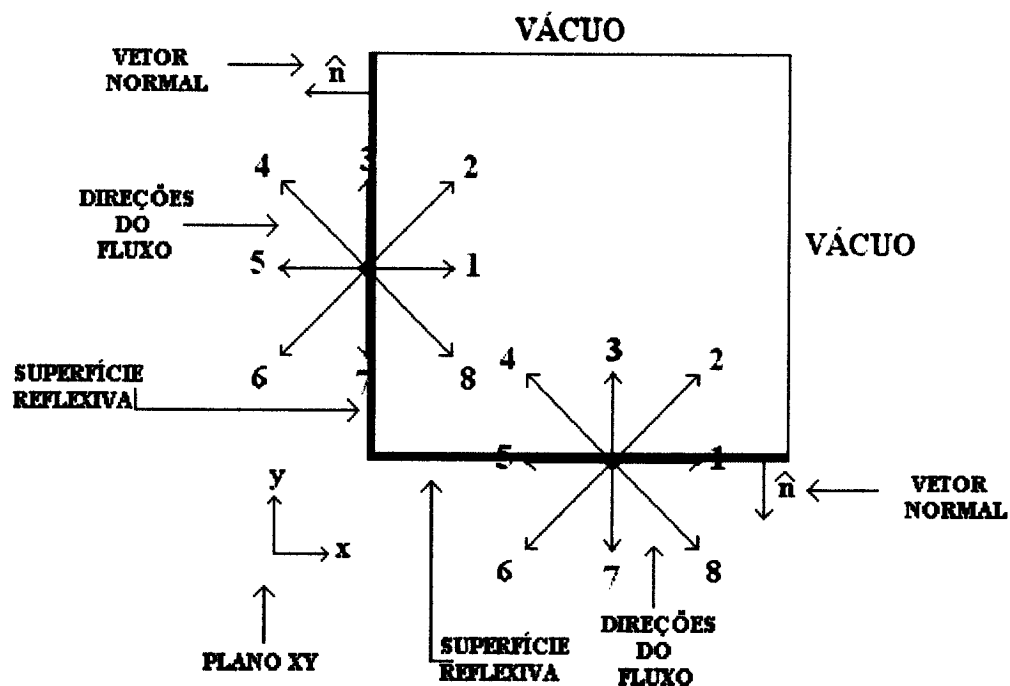 VÁCUO
VETOR
NORMAL
n̂
3
4
2
DIREÇÕES
DO
FLUXO
5
1
VÁCUO
6
7
8
SUPERFÍCIE
REFLEXIVA
4
3
2
5
1
n̂
VETOR
NORMAL
y
x
6
7
8
PLANO XY
SUPERFÍCIE
REFLEXIVA
DIREÇÕES
DO
FLUXO